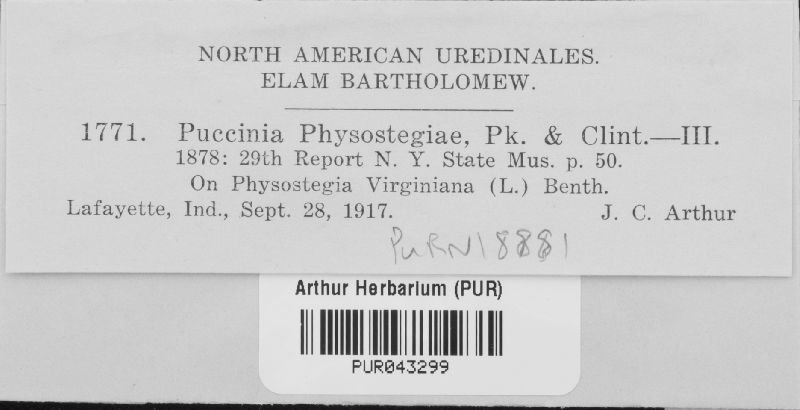 NORTH AMERICAN UREDINALES.
ELAM BARTHOLOMEW.
1771. Puccinia Physostegiae, Pk. & Clint.—III.
1878: 29th Report N. Y. State Mus. p. 50.
On Physostegia Virginiana (L.) Benth.
Lafayette, Ind., Sept. 28, 1917. J. C. Arthur
PURN18881
Arthur Herbarium (PUR)
PUR043299